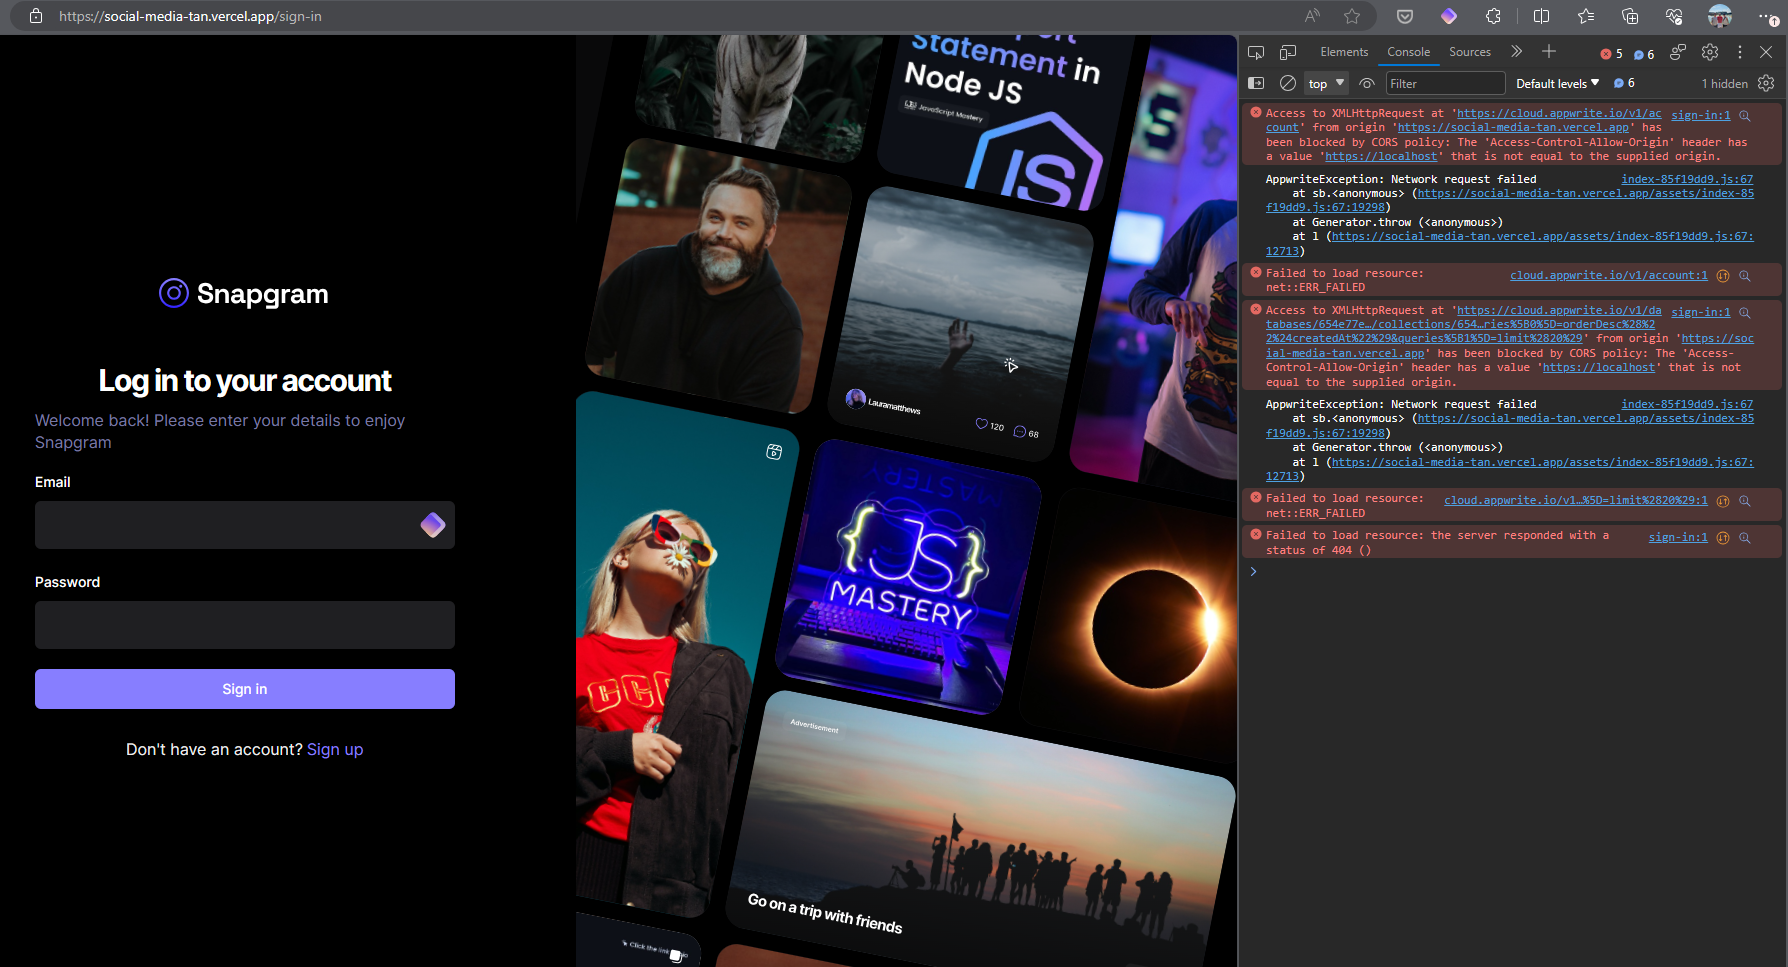 https://social-media-tan.vercel.app/sign-in
Statement in
Node JS
JavaScript Mastery
JS
Snapgram
Log in to your account
Welcome back! Please enter your details to enjoy
Snapgram
Email
Password
Sign in
Don't have an account? Sign up
Lauramatthews
120
68
MASTERY
{JS}
MASTERY
Advertisement
Go on a trip with friends
Click the link
Elements
Console
Sources
5
6
top
Filter
Default levels
6
1 hidden
Access to XMLHttpRequest at 'https://cloud.appwrite.io/v1/ac sign-in:1
count' from origin 'https://social-media-tan.vercel.app' has
been blocked by CORS policy: The 'Access-Control-Allow-Origin' header has
a value 'https://localhost' that is not equal to the supplied origin.
AppwriteException: Network request failed index-85f19dd9.js:67
at sb.<anonymous> (https://social-media-tan.vercel.app/assets/index-85
f19dd9.js:67:19298)
at Generator.throw (<anonymous>)
at l (https://social-media-tan.vercel.app/assets/index-85f19dd9.js:67:
12713)
Failed to load resource: cloud.appwrite.io/v1/account:1
net::ERR_FAILED
Access to XMLHttpRequest at 'https://cloud.appwrite.io/v1/da sign-in:1
tabases/654e77e…/collections/654…ries%5B0%5D=orderDesc%28%2
2%24createdAt%22%29&queries%5B1%5D=limit%2820%29' from origin 'https://soc
ial-media-tan.vercel.app' has been blocked by CORS policy: The 'Access-
Control-Allow-Origin' header has a value 'https://localhost' that is not
equal to the supplied origin.
AppwriteException: Network request failed index-85f19dd9.js:67
at sb.<anonymous> (https://social-media-tan.vercel.app/assets/index-85
f19dd9.js:67:19298)
at Generator.throw (<anonymous>)
at l (https://social-media-tan.vercel.app/assets/index-85f19dd9.js:67:
12713)
Failed to load resource: cloud.appwrite.io/v1…%5D=limit%2820%29:1
net::ERR_FAILED
Failed to load resource: the server responded with a sign-in:1
status of 404 ()